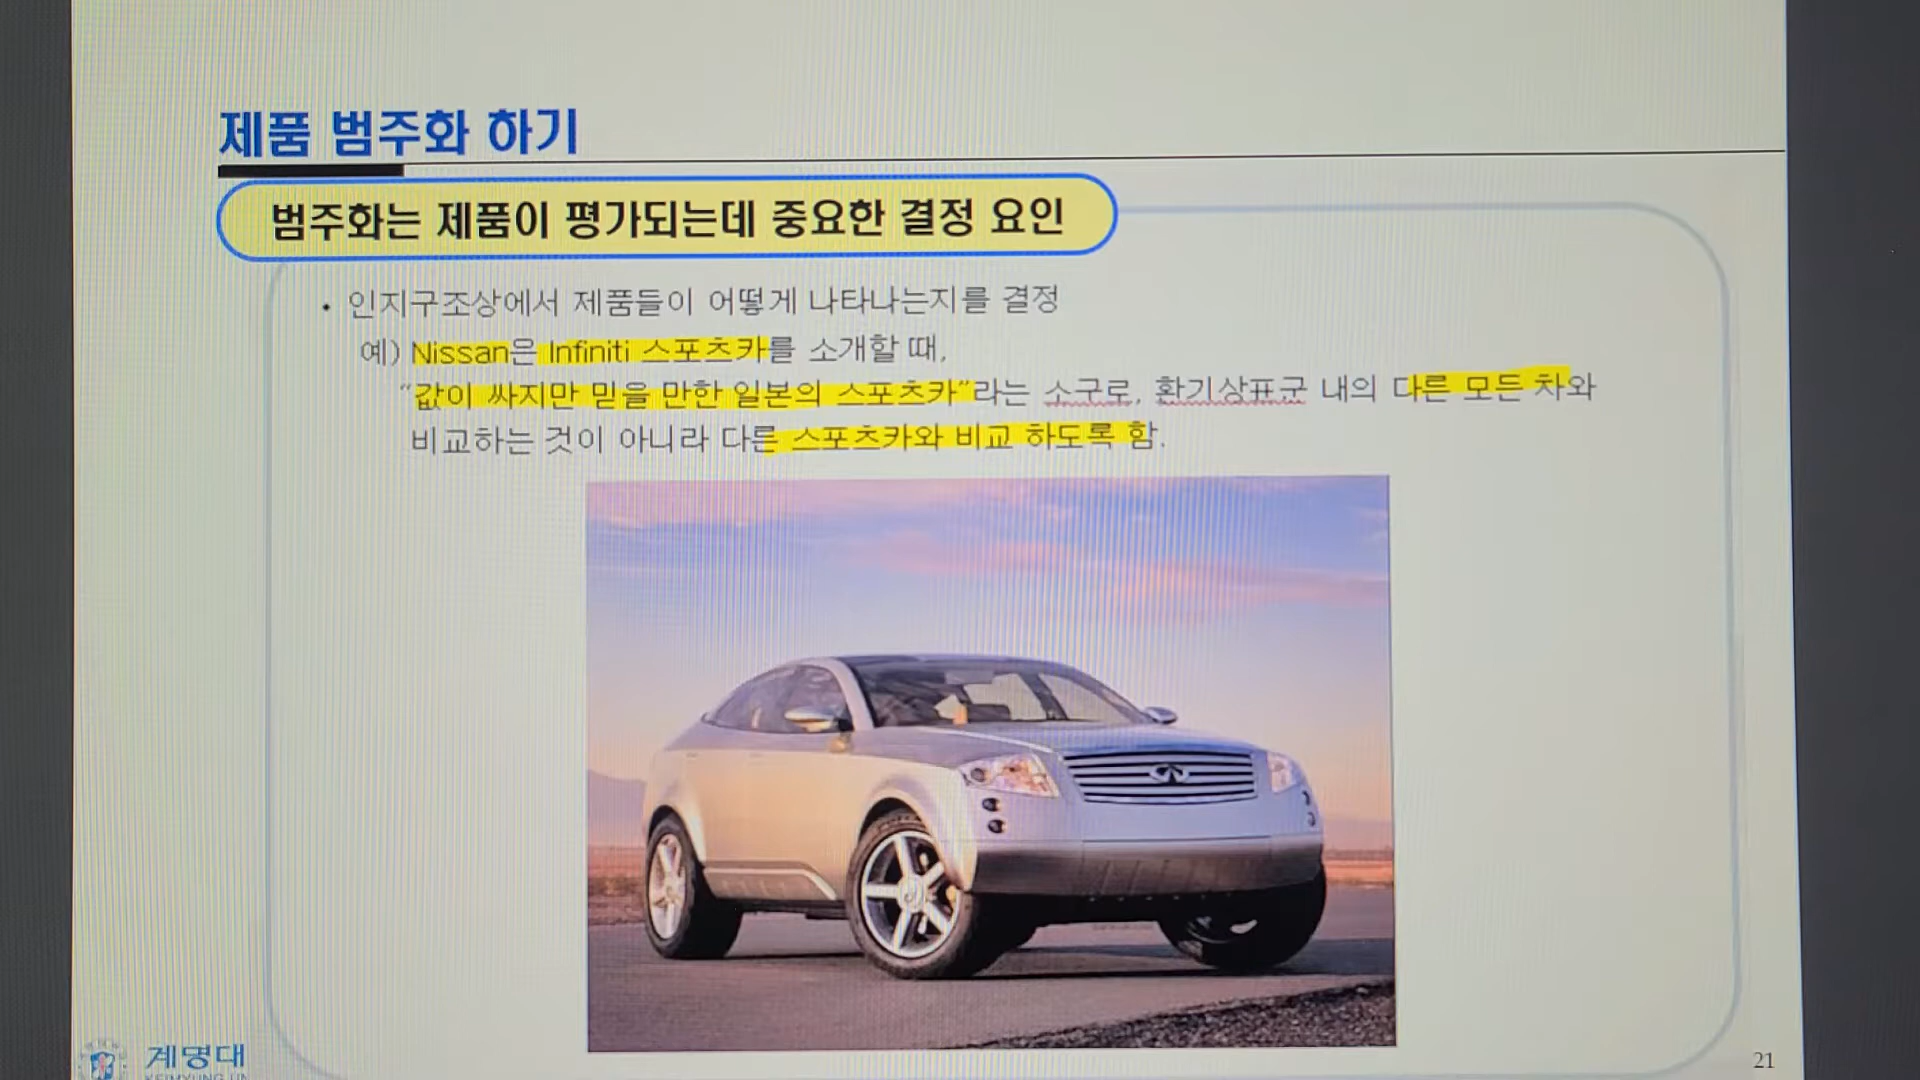 제품 범주화 하기
범주화는 제품이 평가되는데 중요한 결정 요인
• 인지구조상에서 제품들이 어떻게 나타나는지를 결정
예) Nissan은 Infiniti 스포츠카를 소개할 때,
“값이 싸지만 믿을 만한 일본의 스포츠카”라는 소구로, 환기상표군 내의 다른 모든 차와
비교하는 것이 아니라 다른 스포츠카와 비교 하도록 함.
계명대
21